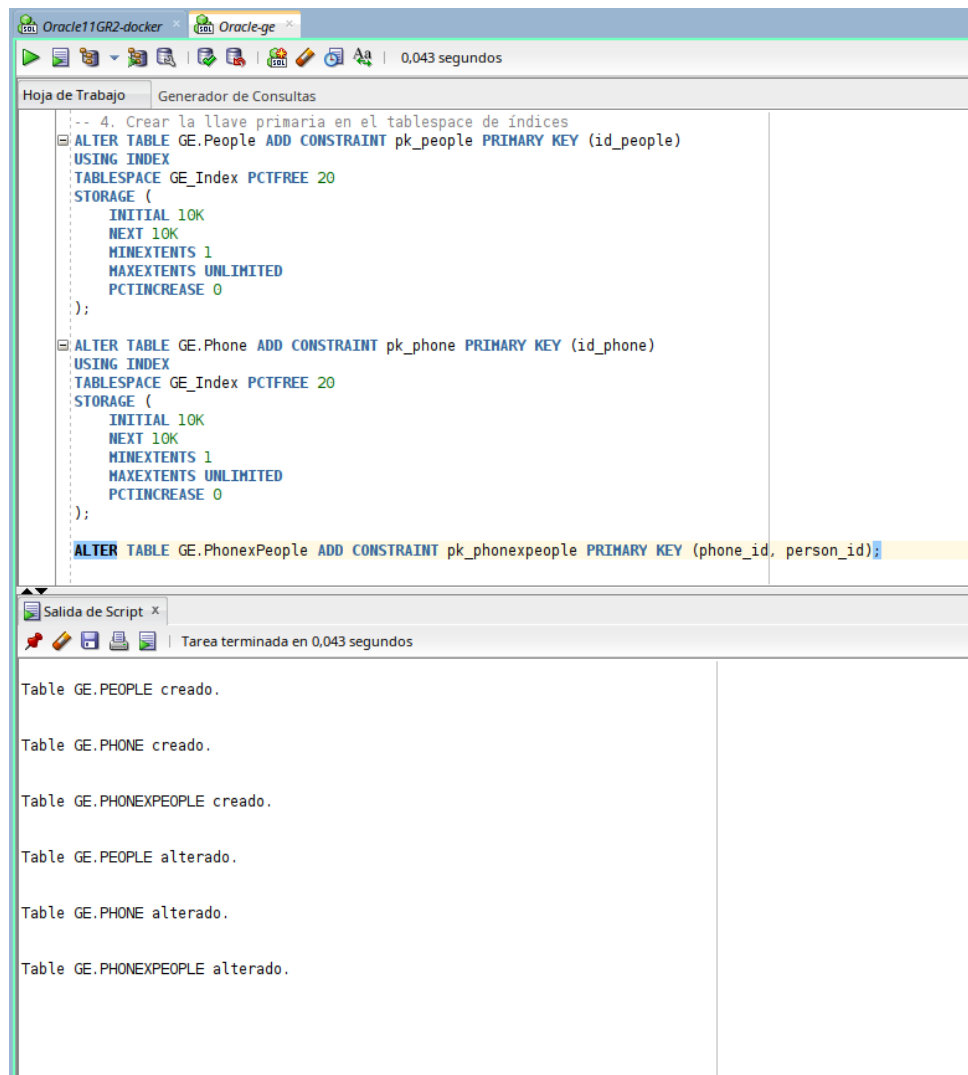 Oracle11GR2-docker
Oracle-ge
0,043 segundos
Hoja de Trabajo
Generador de Consultas
-- 4. Crear la llave primaria en el tablespace de índices
ALTER TABLE GE.People ADD CONSTRAINT pk_people PRIMARY KEY (id_people)
USING INDEX
TABLESPACE GE_Index PCTFREE 20
STORAGE (
    INITIAL 10K
    NEXT 10K
    MINEXTENTS 1
    MAXEXTENTS UNLIMITED
    PCTINCREASE 0
);
ALTER TABLE GE.Phone ADD CONSTRAINT pk_phone PRIMARY KEY (id_phone)
USING INDEX
TABLESPACE GE_Index PCTFREE 20
STORAGE (
    INITIAL 10K
    NEXT 10K
    MINEXTENTS 1
    MAXEXTENTS UNLIMITED
    PCTINCREASE 0
);
ALTER TABLE GE.PhonexPeople ADD CONSTRAINT pk_phonexpeople PRIMARY KEY (phone_id, person_id);
Salida de Script x
Tarea terminada en 0,043 segundos
Table GE.PEOPLE creado.
Table GE.PHONE creado.
Table GE.PHONEXPEOPLE creado.
Table GE.PEOPLE alterado.
Table GE.PHONE alterado.
Table GE.PHONEXPEOPLE alterado.